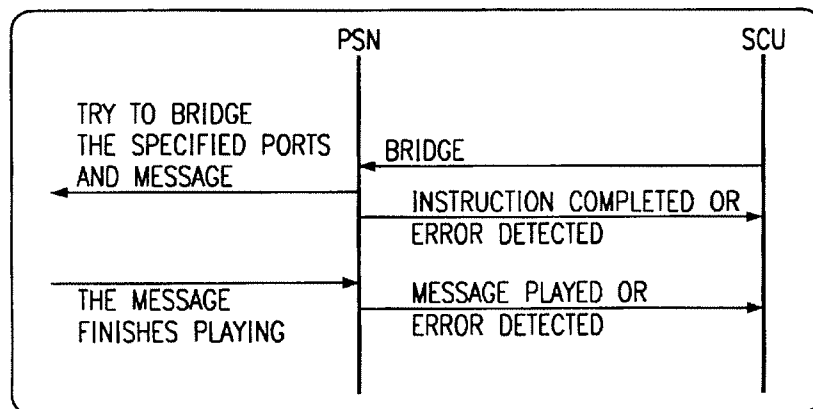 PSN SCU
TRY TO BRIDGE
THE SPECIFIED PORTS
AND MESSAGE
BRIDGE
INSTRUCTION COMPLETED OR
ERROR DETECTED
THE MESSAGE
FINISHES PLAYING
MESSAGE PLAYED OR
ERROR DETECTED